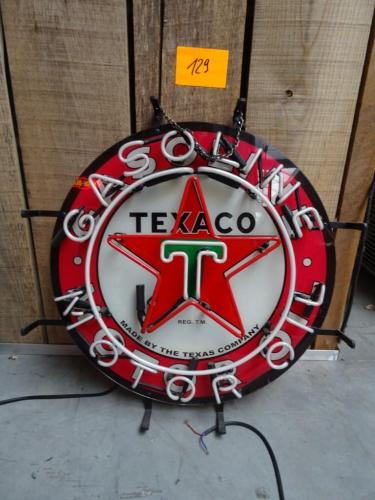 129
GASOLINE
TEXACO
T
REG. T.M.
MADE BY THE TEXAS COMPANY
MOTOR OIL